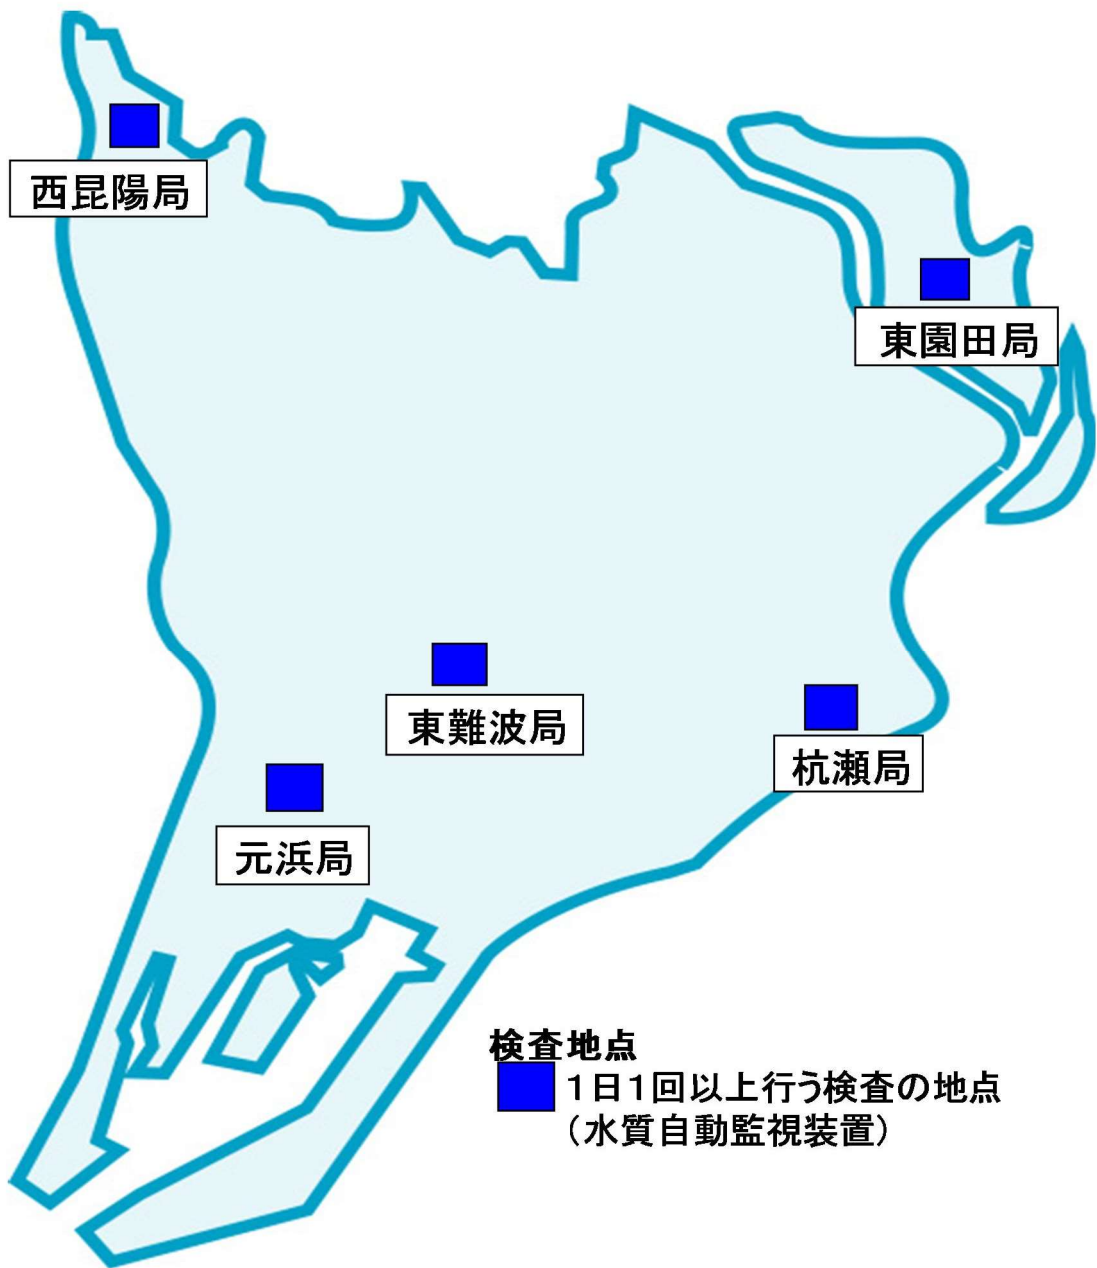 西昆陽局
東園田局
東難波局
杭瀬局
元浜局
検査地点
1日1回以上行う検査の地点
（水質自動監視装置）